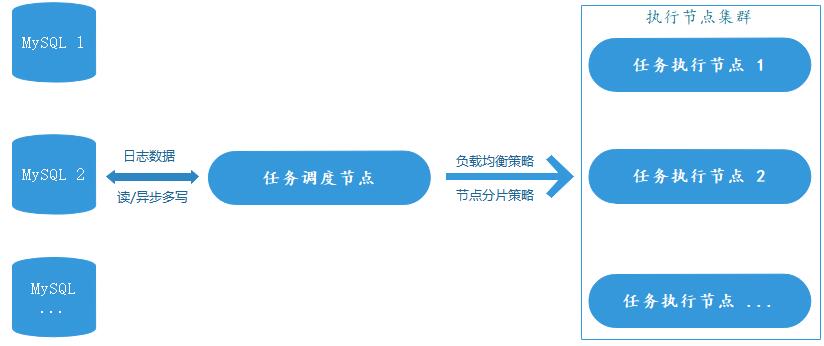 MySQL 1
MySQL 2
MySQL
...
日志数据
读/异步多写
任务调度节点
负载均衡策略
节点分片策略
执行节点集群
任务执行节点 1
任务执行节点 2
任务执行节点 ...